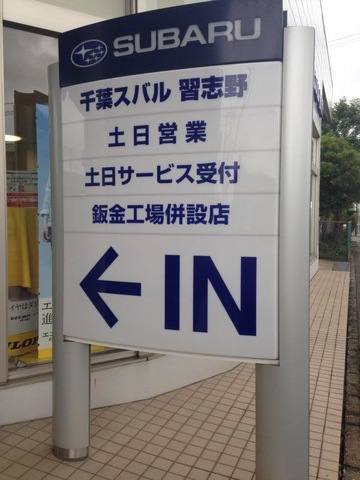 SUBARU
千葉スバル 習志野
土日営業
土日サービス受付
鈑金工場併設店
← IN